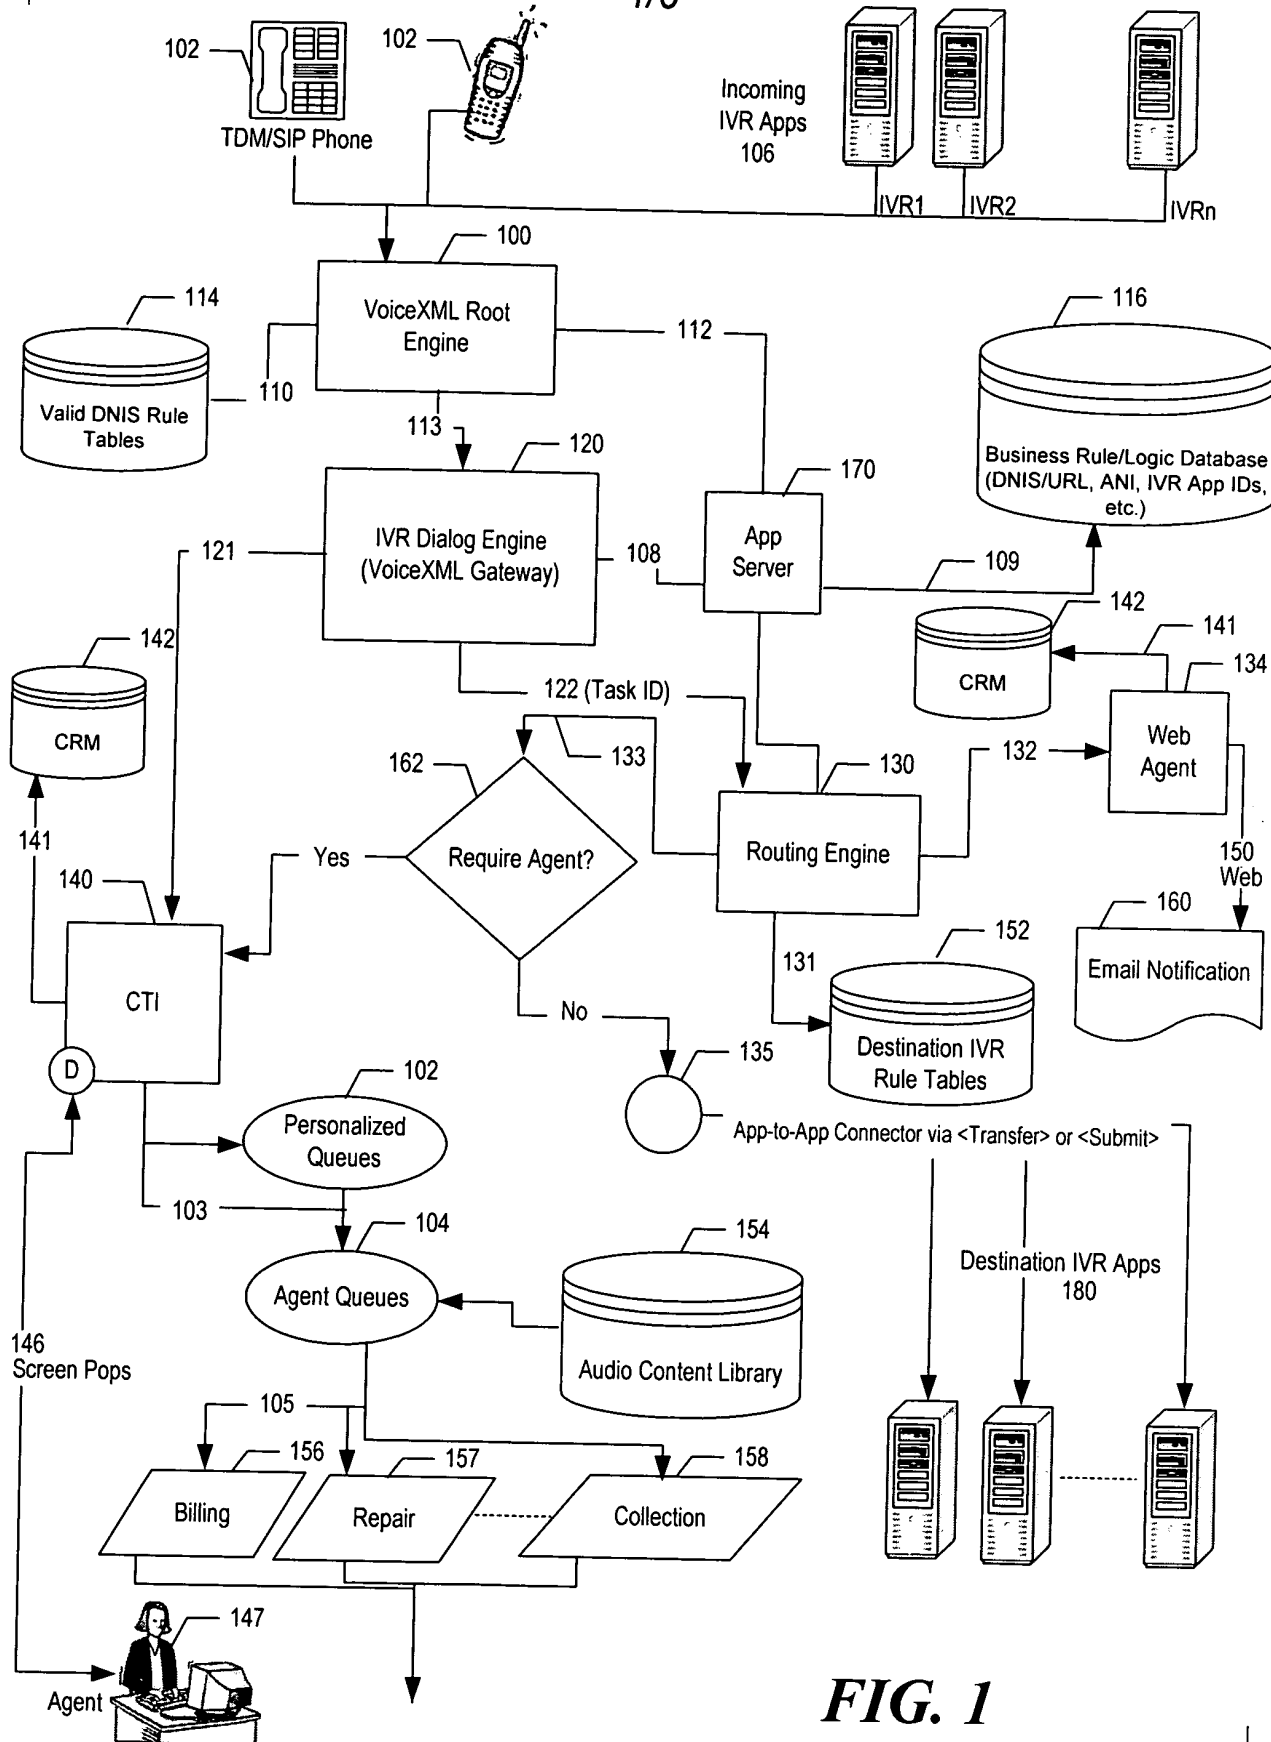 102
102
TDM/SIP Phone
Incoming
IVR Apps
106
IVR1
IVR2
IVRn
100
114
VoiceXML Root
Engine
112
116
110
Valid DNIS Rule
Tables
113
120
170
Business Rule/Logic Database
(DNIS/URL, ANI, IVR App IDs,
etc.)
121
IVR Dialog Engine
(VoiceXML Gateway)
108
App
Server
109
142
142
141
134
CRM
122 (Task ID)
CRM
133
162
130
132
Web
Agent
141
Yes
Require Agent?
Routing Engine
150
Web
140
160
152
131
Email Notification
CTI
No
135
Destination IVR
Rule Tables
D
102
Personalized
Queues
App-to-App Connector via <Transfer> or <Submit>
103
104
154
Destination IVR Apps
180
Agent Queues
146
Screen Pops
Audio Content Library
105
156
157
158
Billing
Repair
Collection
147
Agent
FIG. 1